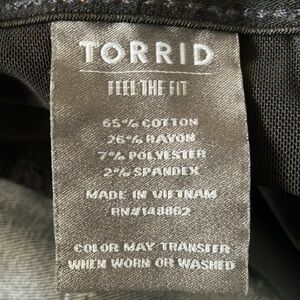 TORRID
FEEL THE FIT
65% COTTON
26% RAYON
7% POLYESTER
2% SPANDEX
MADE IN VIETNAM
RN#148862
COLOR MAY TRANSFER
WHEN WORN OR WASHED